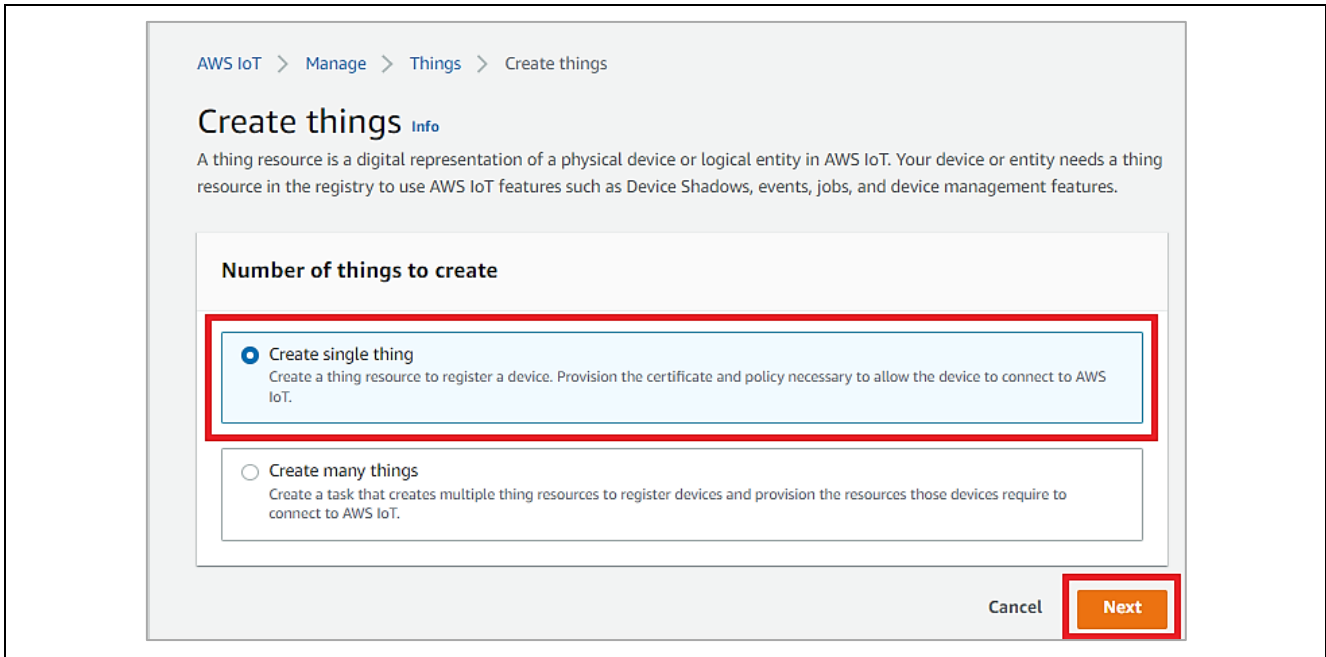 AWS IoT > Manage > Things > Create things
Create things Info
A thing resource is a digital representation of a physical device or logical entity in AWS IoT. Your device or entity needs a thing
resource in the registry to use AWS IoT features such as Device Shadows, events, jobs, and device management features.
Number of things to create
Create single thing
Create a thing resource to register a device. Provision the certificate and policy necessary to allow the device to connect to AWS
IoT.
Create many things
Create a task that creates multiple thing resources to register devices and provision the resources those devices require to
connect to AWS IoT.
Cancel Next